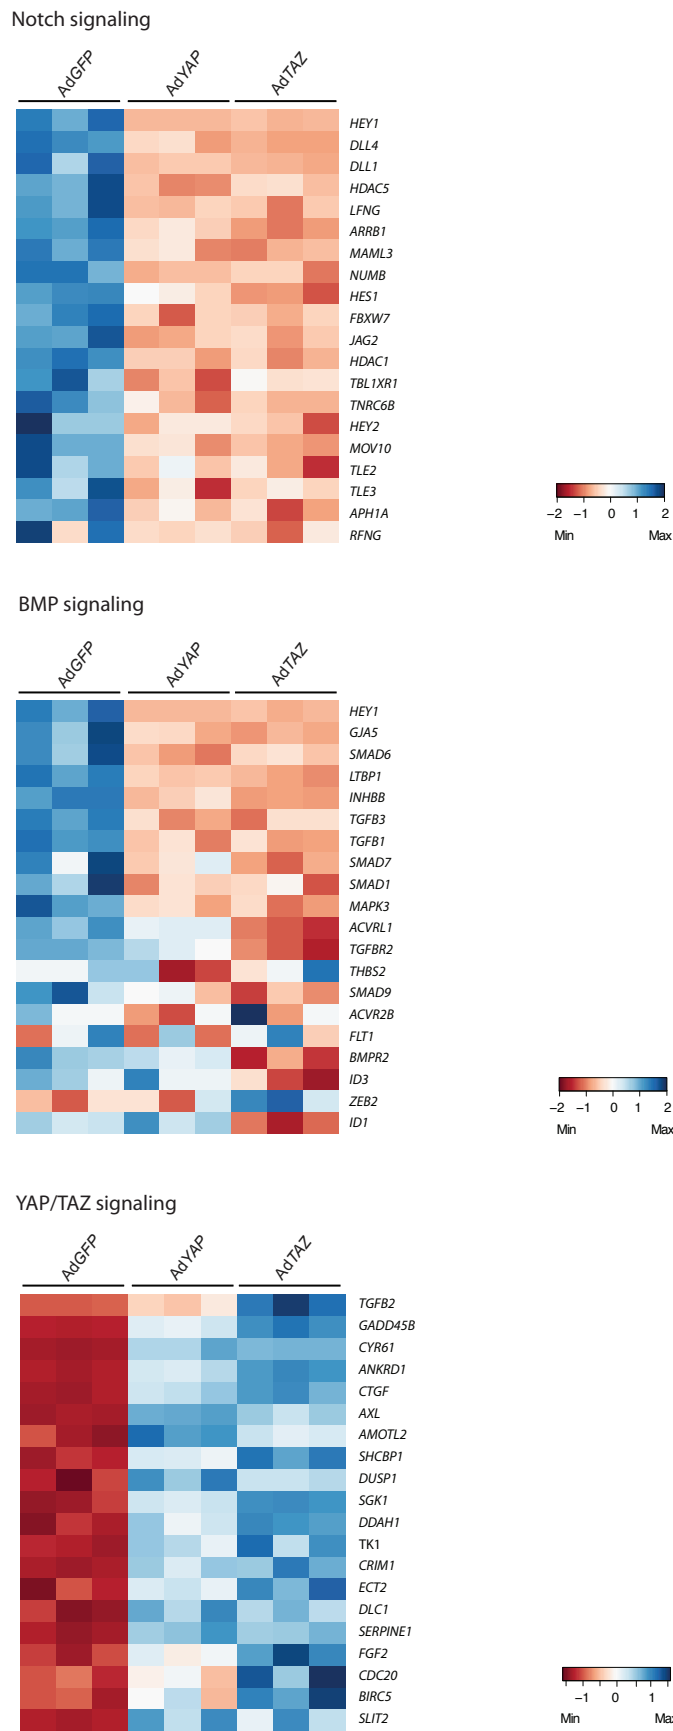 Notch signaling
AdGFP AdYAP AdTAZ
HEY1
DLL4
DLL1
HDAC5
LFNG
ARRB1
MAML3
NUMB
HES1
FBXW7
JAG2
HDAC1
TBL1XR1
TNRC6B
HEY2
MOV10
TLE2
TLE3
APH1A
RFNG
−2 −1 0 1 2
Min Max
BMP signaling
AdGFP AdYAP AdTAZ
HEY1
GJA5
SMAD6
LTBP1
INHBB
TGFB3
TGFB1
SMAD7
SMAD1
MAPK3
ACVRL1
TGFBR2
THBS2
SMAD9
ACVR2B
FLT1
BMPR2
ID3
ZEB2
ID1
−2 −1 0 1 2
Min Max
YAP/TAZ signaling
AdGFP AdYAP AdTAZ
TGFB2
GADD45B
CYR61
ANKRD1
CTGF
AXL
AMOTL2
SHCBP1
DUSP1
SGK1
DDAH1
TK1
CRIM1
ECT2
DLC1
SERPINE1
FGF2
CDC20
BIRC5
SLIT2
−1 0 1
Min Max